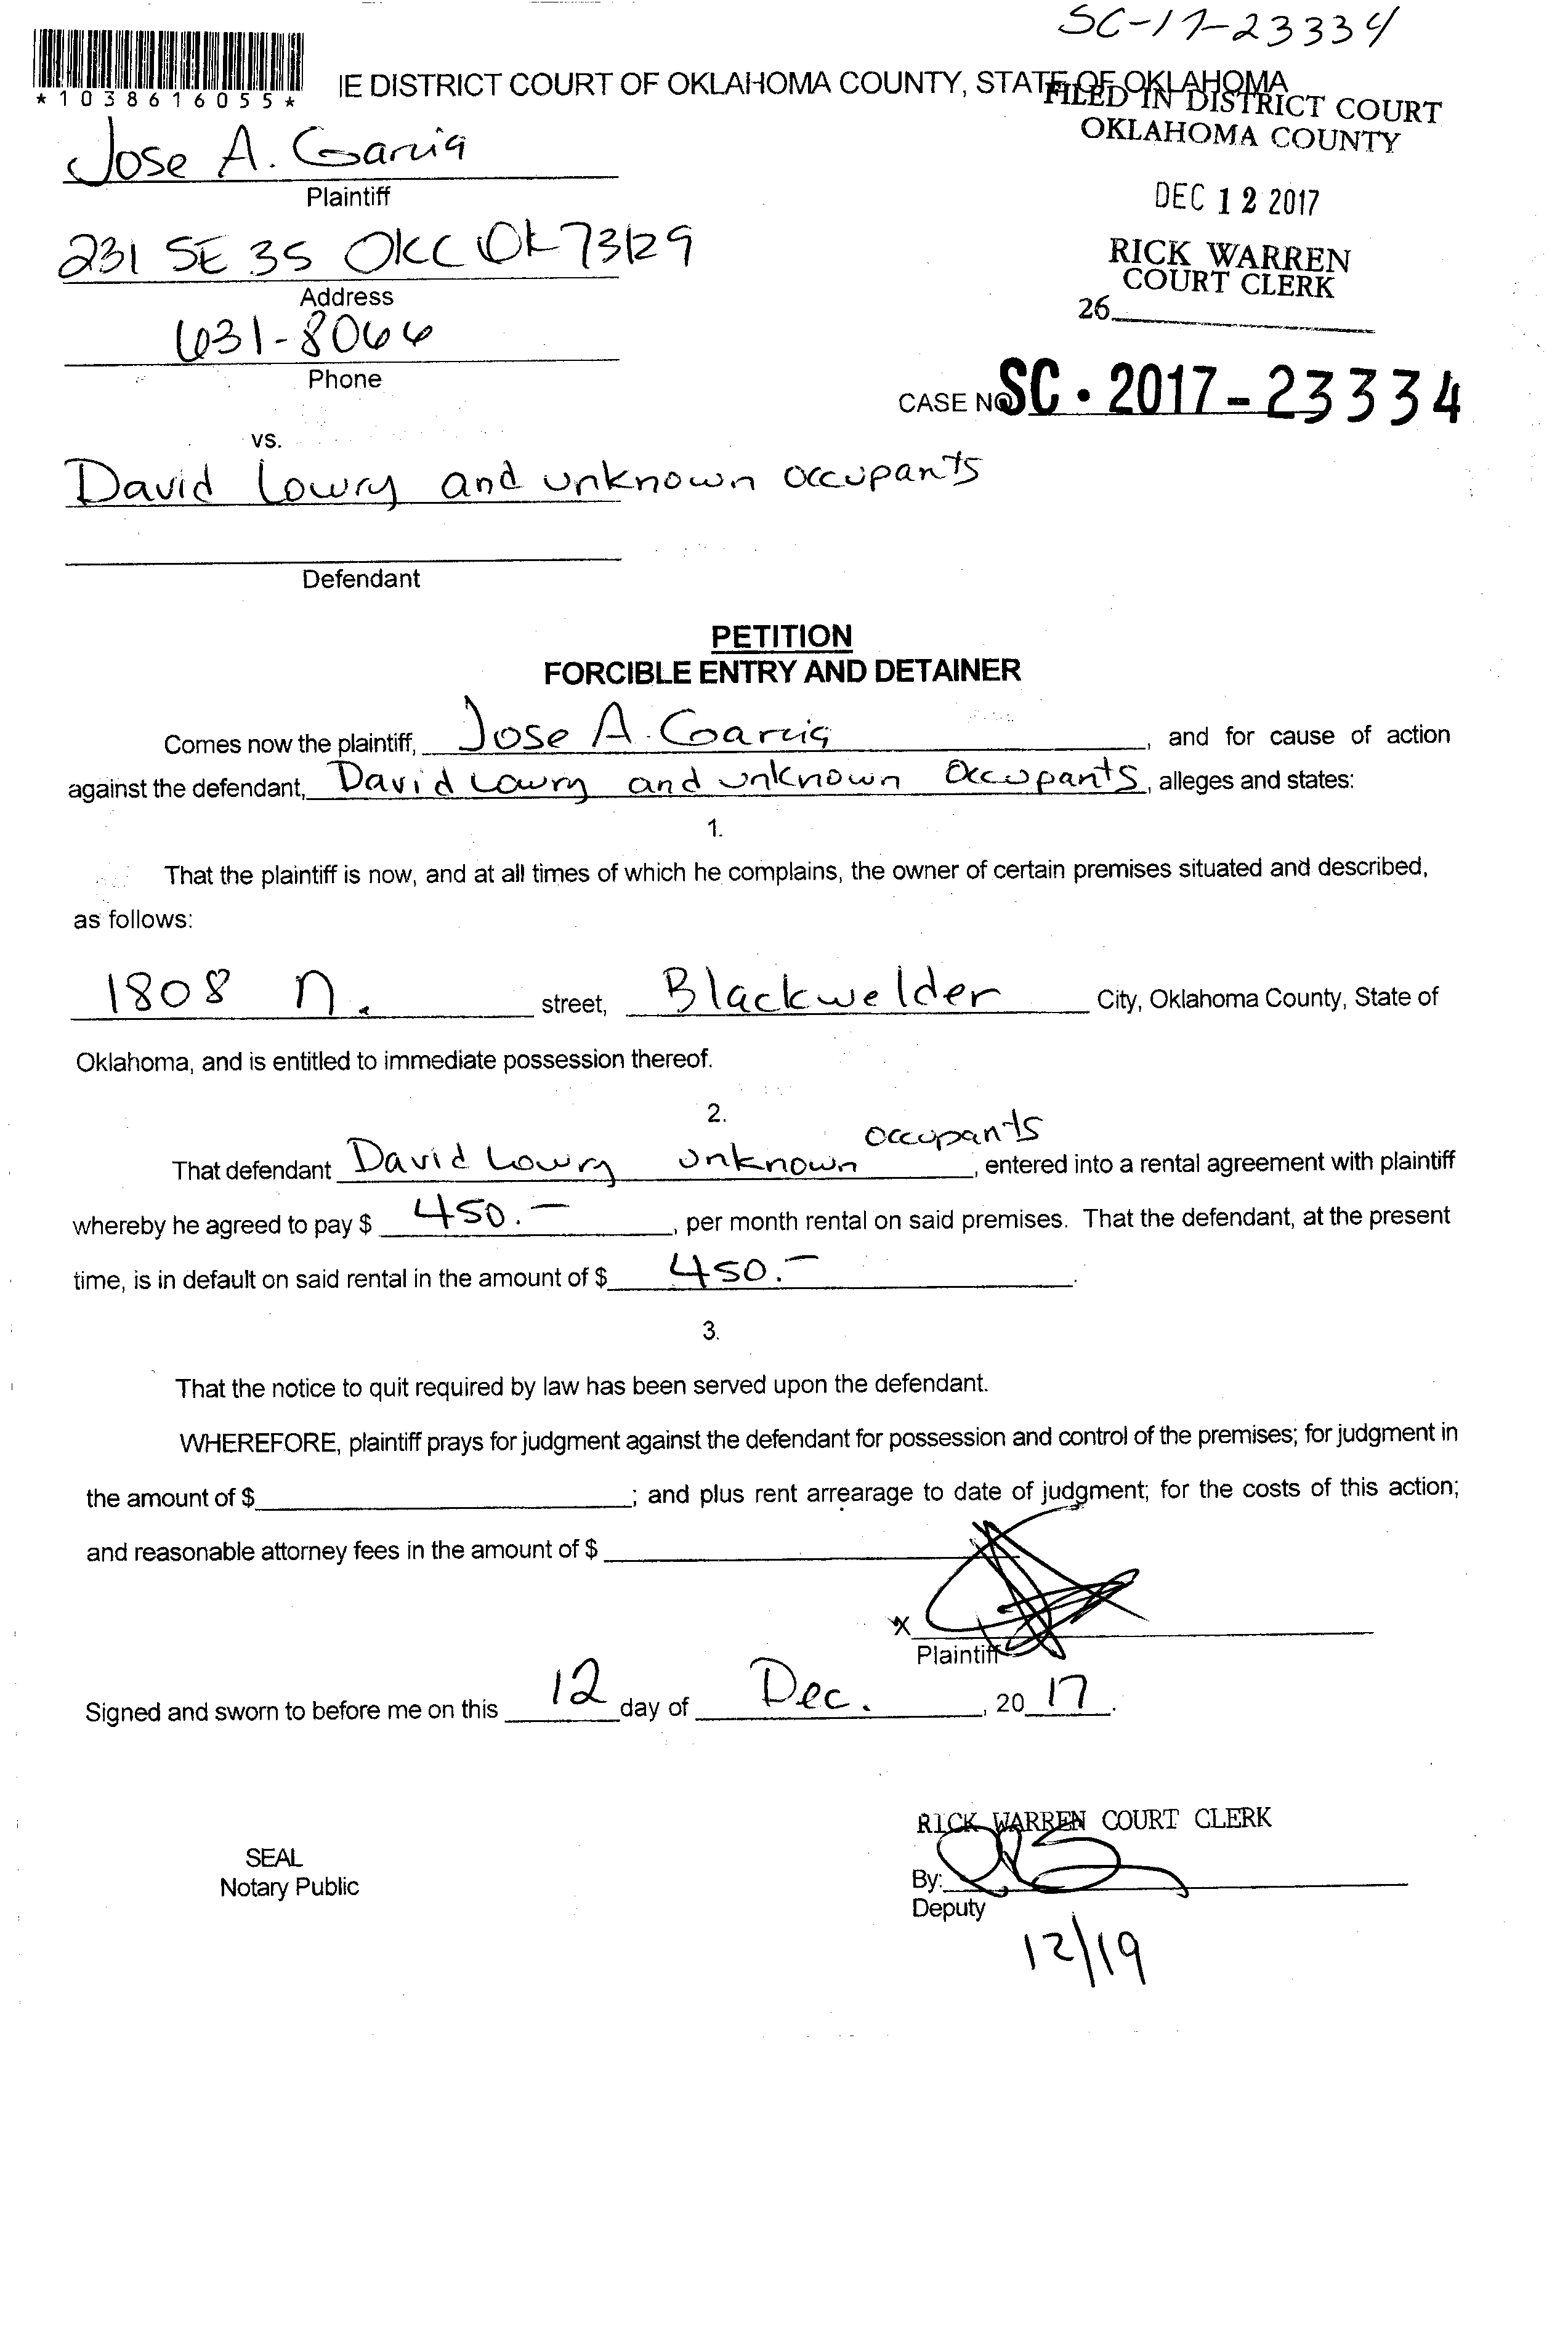 SC-17-23334
*1038616055*
IE DISTRICT COURT OF OKLAHOMA COUNTY, STATE OF OKLAHOMA
FILED IN DISTRICT COURT
OKLAHOMA COUNTY
Jose A. Garcia
Plaintiff
DEC 12 2017
231 SE 35 OKC Ok 73129
RICK WARREN
COURT CLERK
Address
26
631-8066
Phone
CASE NO. SC-2017-23334
vs.
David Lowry and unknown occupants
Defendant
PETITION
FORCIBLE ENTRY AND DETAINER
Comes now the plaintiff, Jose A. Garcia, and for cause of action
against the defendant, David Lowry and unknown Occupants, alleges and states:
1.
That the plaintiff is now, and at all times of which he complains, the owner of certain premises situated and described,
as follows:
1808 N. street, Blackwelder City, Oklahoma County, State of
Oklahoma, and is entitled to immediate possession thereof.
2.
occupants
That defendant David Lowry unknown, entered into a rental agreement with plaintiff
whereby he agreed to pay $ 450.-, per month rental on said premises. That the defendant, at the present
time, is in default on said rental in the amount of $ 450.-.
3.
That the notice to quit required by law has been served upon the defendant.
WHEREFORE, plaintiff prays for judgment against the defendant for possession and control of the premises; for judgment in
the amount of $; and plus rent arrearage to date of judgment; for the costs of this action;
and reasonable attorney fees in the amount of $
X
Plaintiff
Signed and sworn to before me on this 12 day of Dec., 20 17.
RICK WARREN COURT CLERK
SEAL
Notary Public
By:
Deputy
12/19